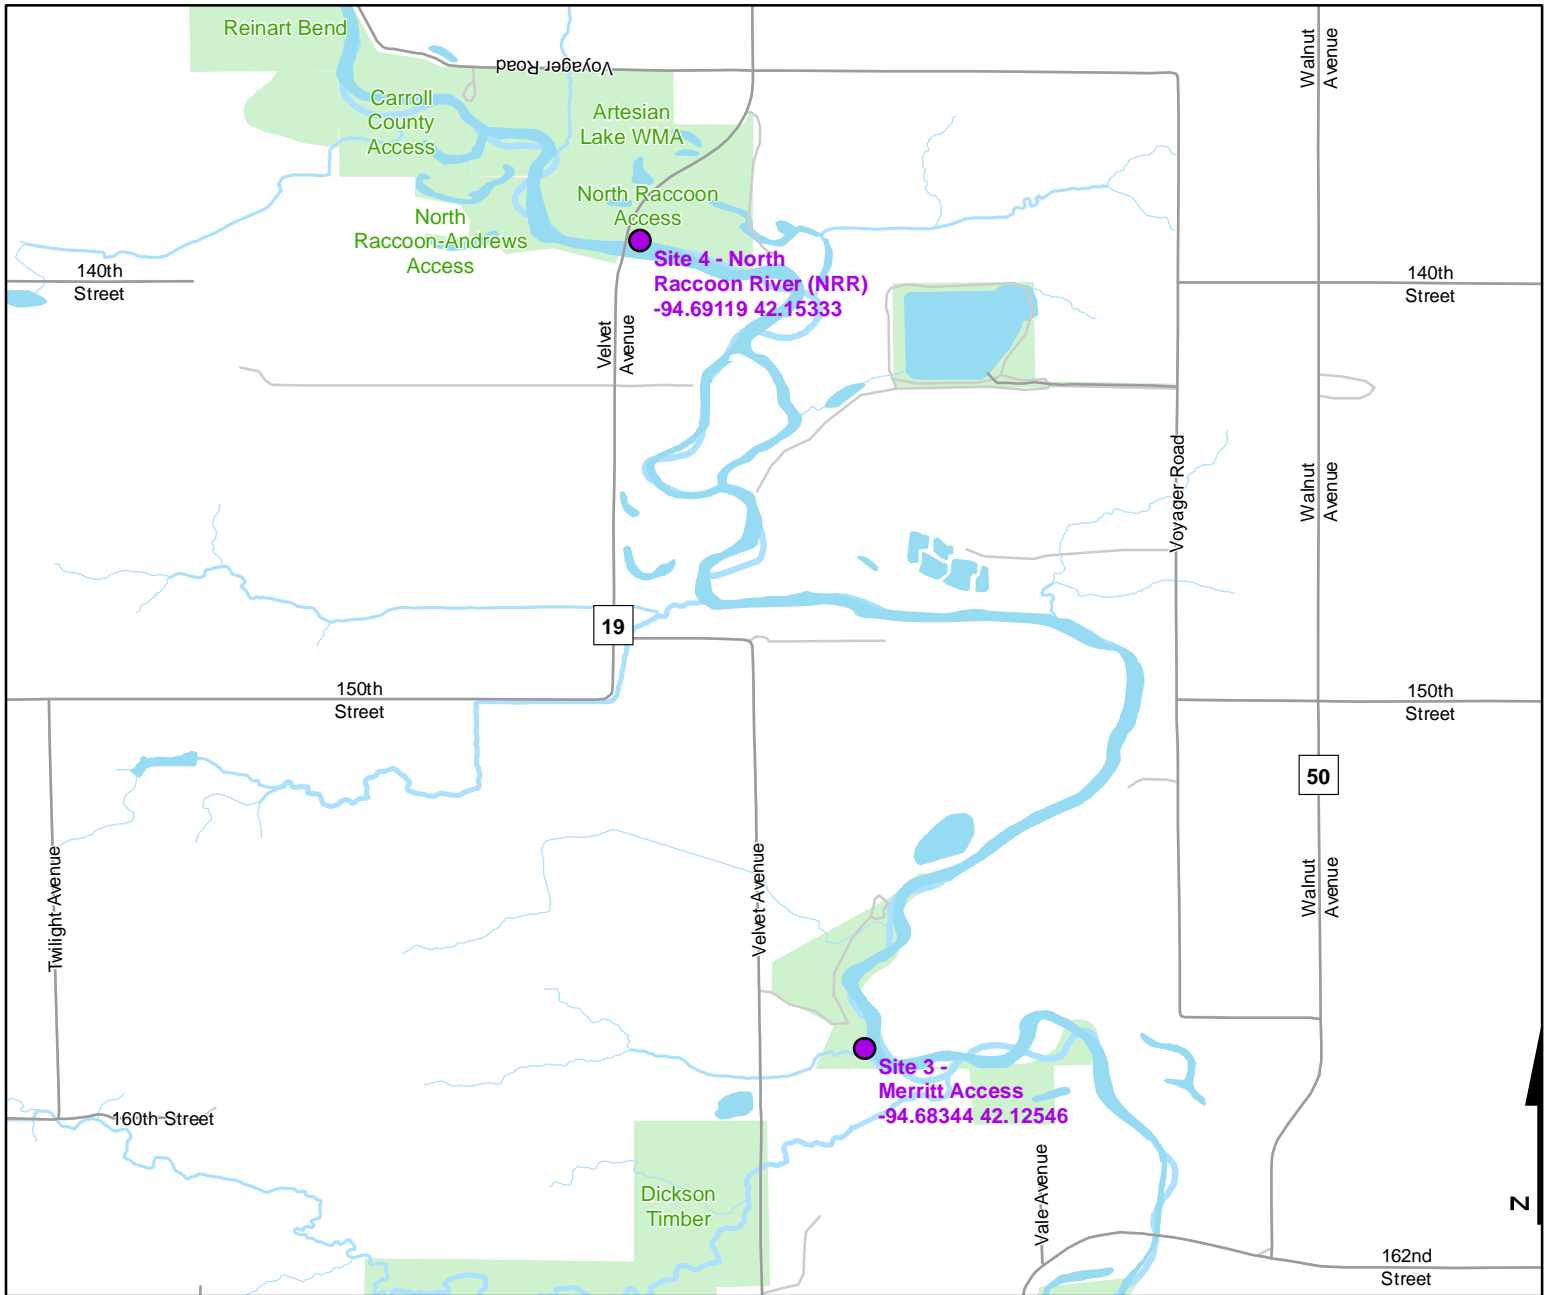 Reinart Bend
Walnut
Avenue
Voyager Road
Carroll
County
Access
Artesian
Lake WMA
North Raccoon
Access
North
Raccoon-Andrews
Access
Site 4 - North
Raccoon River (NRR)
-94.69119 42.15333
140th
Street
140th
Street
Velvet
Avenue
Voyager Road
Walnut
Avenue
19
150th
Street
150th
Street
50
Twilight Avenue
Velvet Avenue
Walnut
Avenue
Site 3 -
Merritt Access
-94.68344 42.12546
160th Street
Dickson
Timber
Vale Avenue
N
162nd
Street